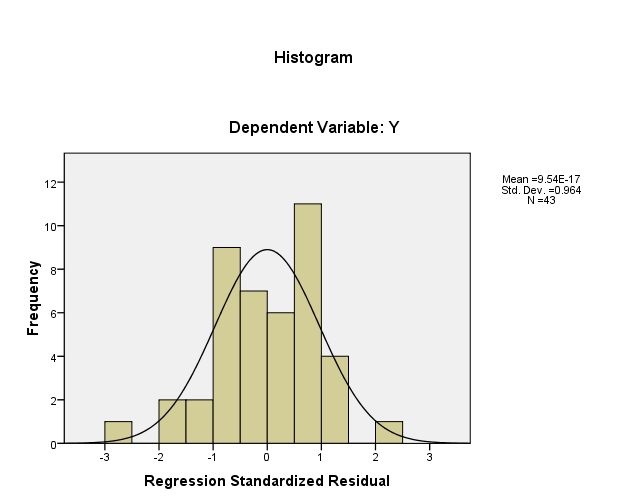 Histogram
Dependent Variable: Y
Mean =9.54E-17
Std. Dev. =0.964
N =43
12
10
8
6
4
2
0
Frequency
-3 -2 -1 0 1 2 3
Regression Standardized Residual